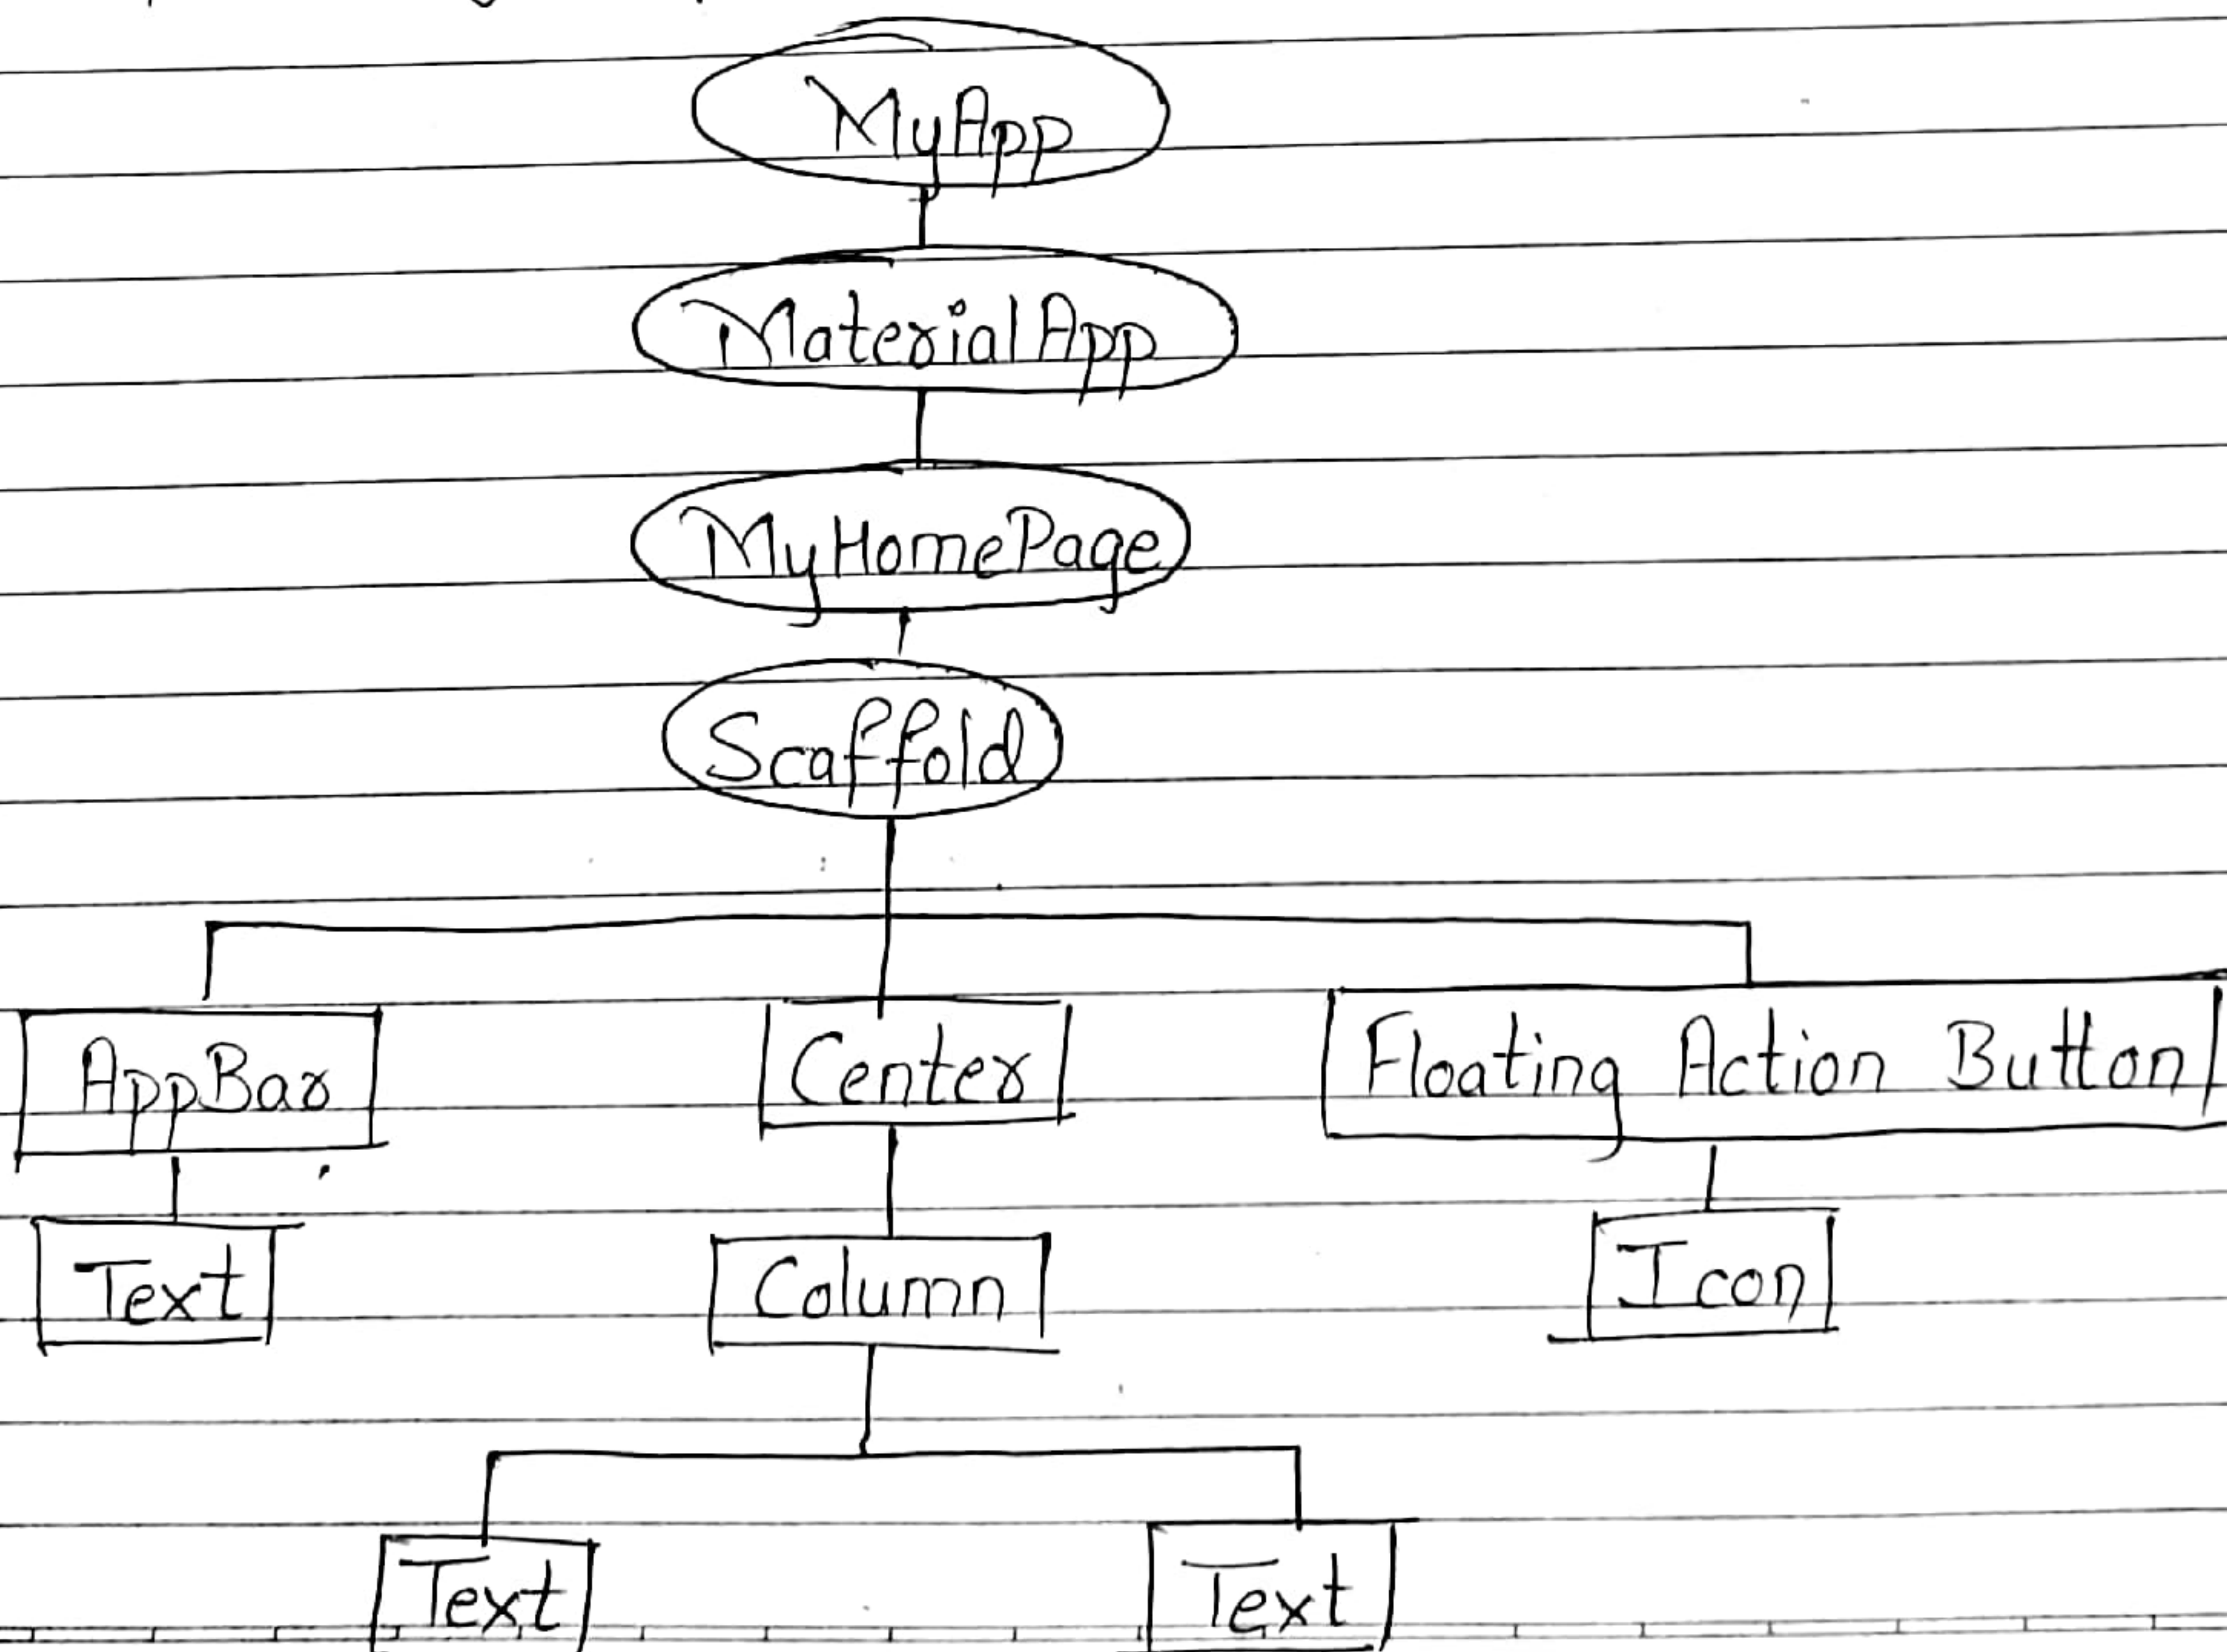 MyApp
MaterialApp
MyHomePage
Scaffold
AppBar Center Floating Action Button
Text Column Icon
Text Text